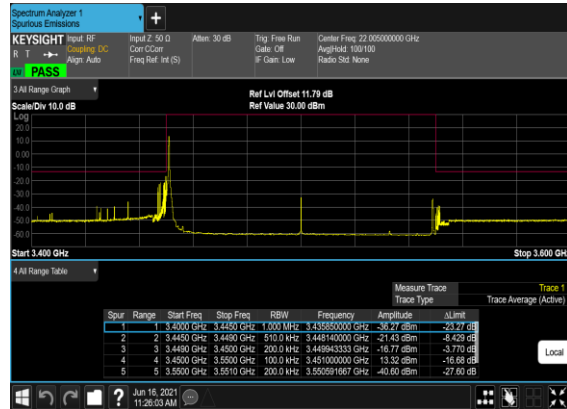 Spectrum Analyzer 1
Spurious Emissions
+
KEYSIGHT Input: RF Input Z: 50 Ω Atten: 30 dB Trig: Free Run Center Freq: 22.005000000 GHz
R T Coupling: DC Corr CCorr Gate: Off Avg|Hold: 100/100
Align: Auto Freq Ref: Int (S) IF Gain: Low Radio Std: None
PASS
3 All Range Graph
Ref Lvl Offset 11.79 dB
Scale/Div 10.0 dB Ref Value 30.00 dBm
Log
20.0
10.0
0.00
-10.0
-20.0
-30.0
-40.0
-50.0
-60.0
Start 3.400 GHz Stop 3.600 GHz
4 All Range Table
Measure Trace Trace 1
Trace Type Trace Average (Active)
Spur Range Start Freq Stop Freq RBW Frequency Amplitude ΔLimit
1 1 3.4000 GHz 3.4450 GHz 1.000 MHz 3.435850000 GHz -36.27 dBm -23.27 dB
2 2 3.4450 GHz 3.4490 GHz 510.0 kHz 3.448140000 GHz -21.43 dBm -8.429 dB
3 3 3.4490 GHz 3.4500 GHz 200.0 kHz 3.449943333 GHz -16.77 dBm -3.770 dB
4 4 3.4500 GHz 3.5500 GHz 100.0 kHz 3.451000000 GHz 13.32 dBm -16.68 dB
5 5 3.5500 GHz 3.5510 GHz 200.0 kHz 3.550591667 GHz -40.60 dBm -27.60 dB
Local
? Jun 16, 2021
11:26:03 AM